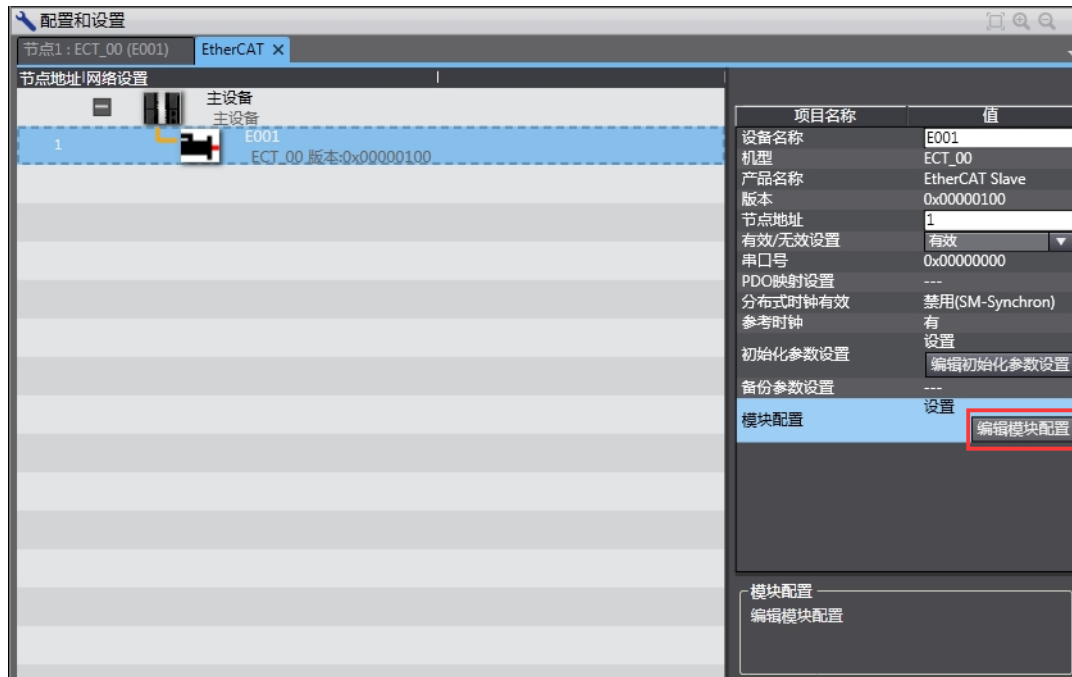 配置和设置
节点1 : ECT_00 (E001) EtherCAT ×
节点地址 网络设置
主设备
主设备
1 E001
ECT_00 版本:0x00000100
项目名称 值
设备名称 E001
机型 ECT_00
产品名称 EtherCAT Slave
版本 0x00000100
节点地址 1
有效/无效设置 有效
串口号 0x00000000
PDO映射设置 ---
分布式时钟有效 禁用(SM-Synchron)
参考时钟 有
初始化参数设置 设置
编辑初始化参数设置
备份参数设置 ---
模块配置 设置
编辑模块配置
模块配置
编辑模块配置